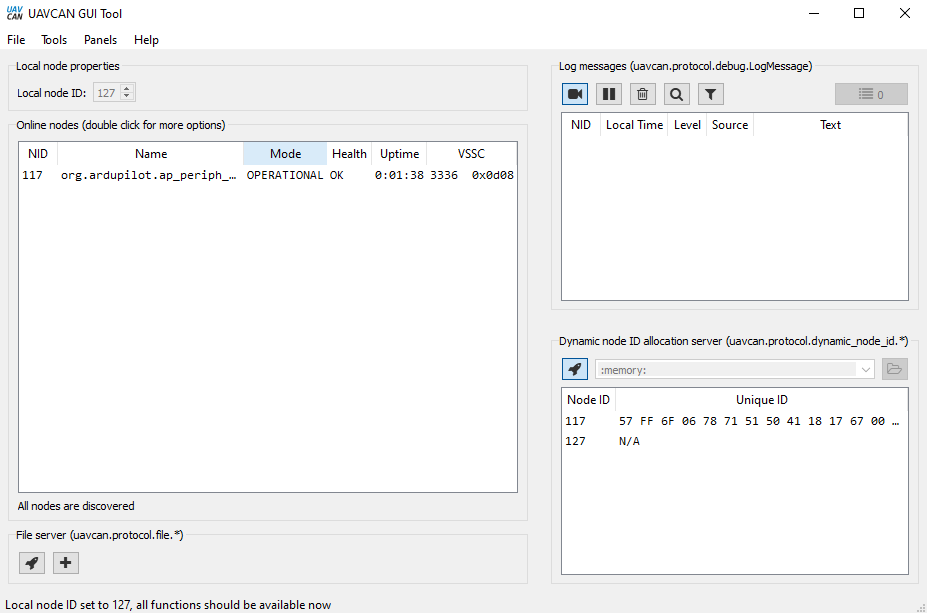 UAV CAN UAVCAN GUI Tool
File Tools Panels Help
Local node properties
Local node ID: 127
Online nodes (double click for more options)
NID Name Mode Health Uptime VSSC
117 org.ardupilot.ap_periph_… OPERATIONAL OK 0:01:38 3336 0x0d08
All nodes are discovered
File server (uavcan.protocol.file.*)
Log messages (uavcan.protocol.debug.LogMessage)
0
NID Local Time Level Source Text
Dynamic node ID allocation server (uavcan.protocol.dynamic_node_id.*)
:memory:
Node ID Unique ID
117 57 FF 6F 06 78 71 51 50 41 18 17 67 00 …
127 N/A
Local node ID set to 127, all functions should be available now